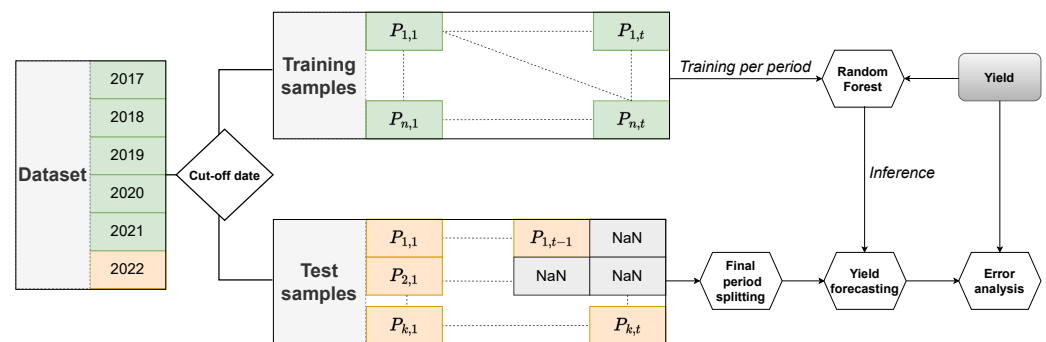 Dataset
2017
2018
2019
2020
2021
2022
Cut-off date
Training
samples
P1,1
P1,t
Pn,1
Pn,t
Training per period
Random
Forest
Yield
Inference
Test
samples
P1,1
P1,t−1
NaN
P2,1
NaN
NaN
Pk,1
Pk,t
Final
period
splitting
Yield
forecasting
Error
analysis